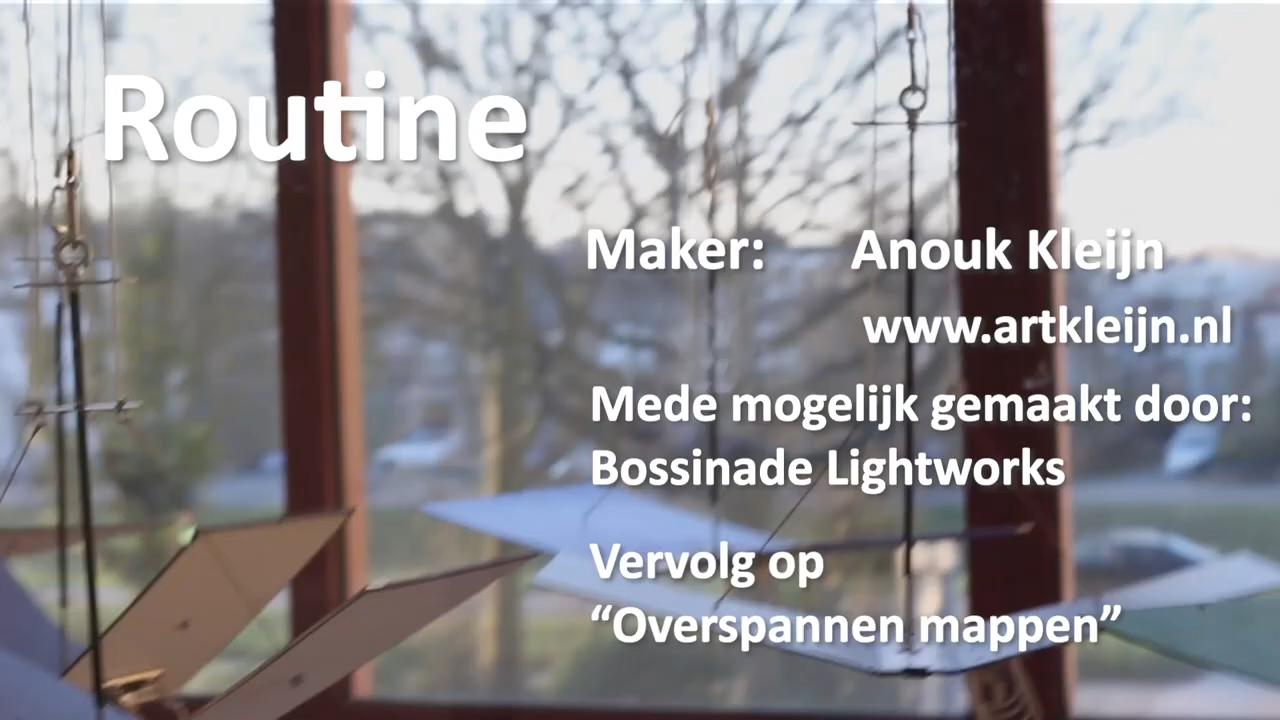 Routine
Maker: Anouk Kleijn
www.artkleijn.nl
Mede mogelijk gemaakt door:
Bossinade Lightworks
Vervolg op
“Overspannen mappen”